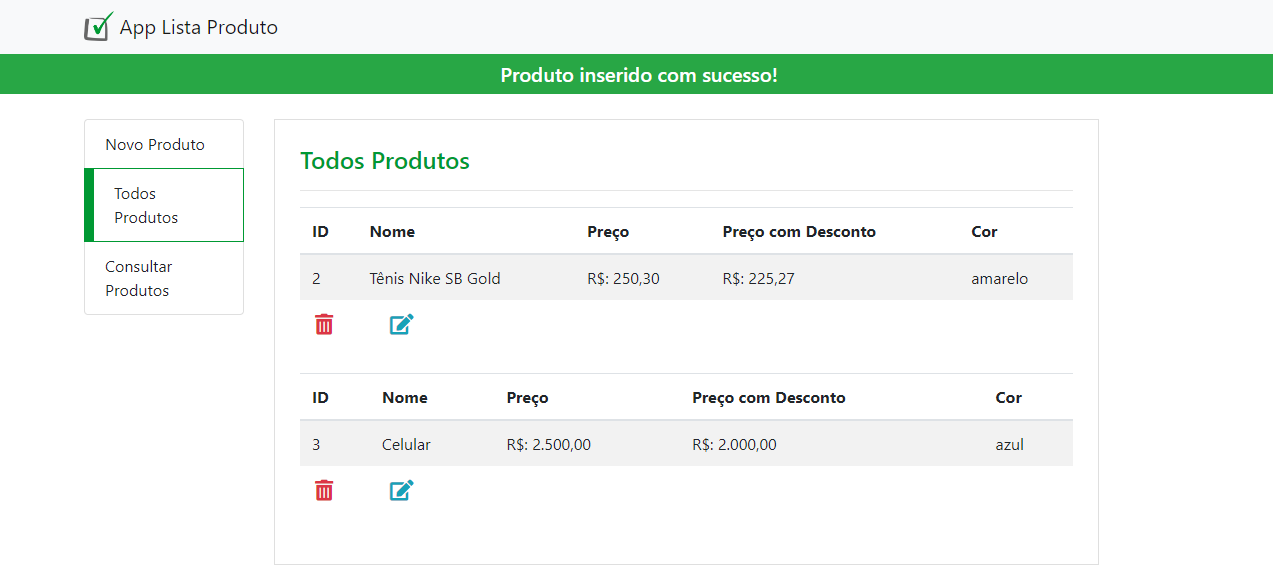 App Lista Produto
Produto inserido com sucesso!
Novo Produto
Todos
Produtos
Consultar
Produtos
Todos Produtos
ID Nome Preço Preço com Desconto Cor
2 Tênis Nike SB Gold R$: 250,30 R$: 225,27 amarelo
ID Nome Preço Preço com Desconto Cor
3 Celular R$: 2.500,00 R$: 2.000,00 azul